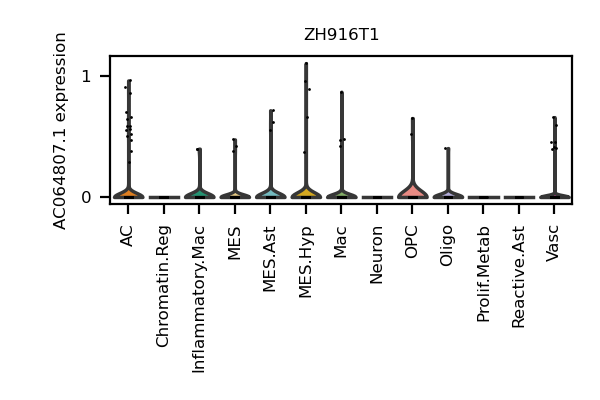 ZH916T1
AC064807.1 expression
1
0
AC
Chromatin.Reg
Inflammatory.Mac
MES
MES.Ast
MES.Hyp
Mac
Neuron
OPC
Oligo
Prolif.Metab
Reactive.Ast
Vasc